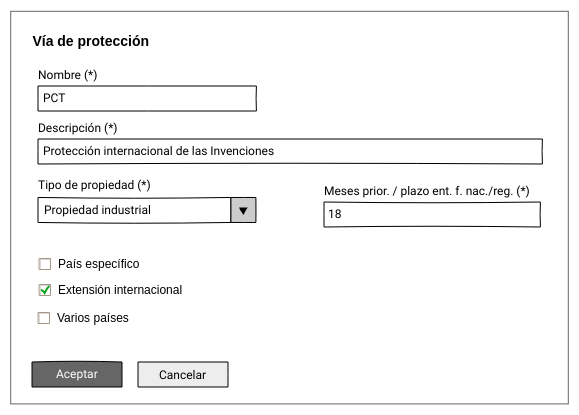 Vía de protección
Nombre (*)
PCT
Descripción (*)
Protección internacional de las Invenciones
Tipo de propiedad (*)
Meses prior. / plazo ent. f. nac./reg. (*)
Propiedad industrial
18
País específico
Extensión internacional
Varios países
Aceptar
Cancelar